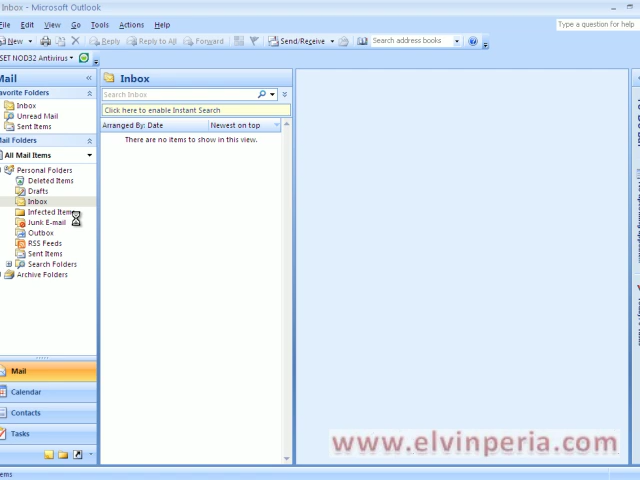 Inbox - Microsoft Outlook
File Edit View Go Tools Actions Help
Type a question for help
New Reply Reply to All Forward Send/Receive Search address books
SET NOD32 Antivirus
Mail
Favorite Folders
Inbox
Unread Mail
Sent Items
Mail Folders
All Mail Items
Personal Folders
Deleted Items
Drafts
Inbox
Infected Items
Junk E-mail
Outbox
RSS Feeds
Sent Items
Search Folders
Archive Folders
Mail
Calendar
Contacts
Tasks
Inbox
Search Inbox
Click here to enable Instant Search
Arranged By: Date Newest on top
There are no items to show in this view.
www.elvinperia.com